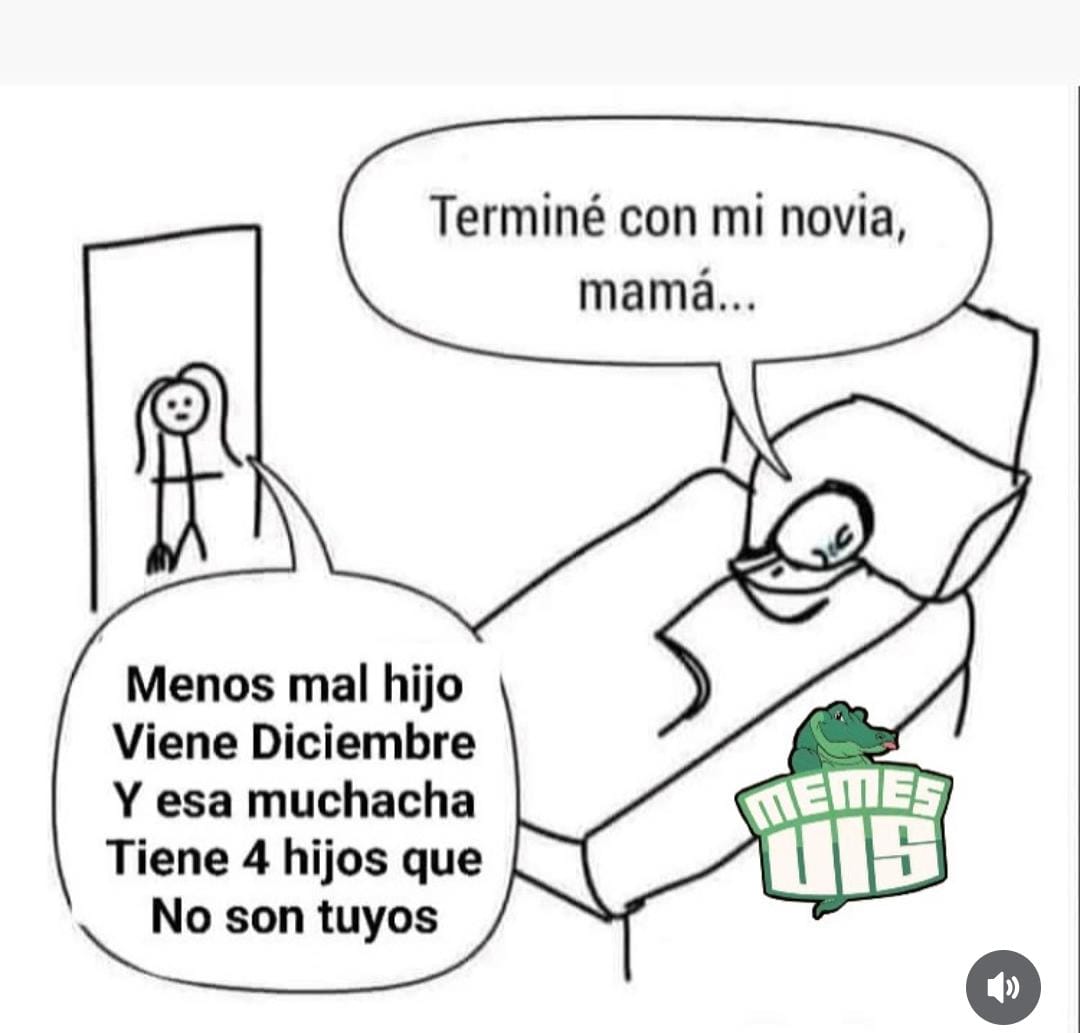 Terminé con mi novia,
mamá...
Menos mal hijo
Viene Diciembre
Y esa muchacha
Tiene 4 hijos que
No son tuyos
MEMES
UIS